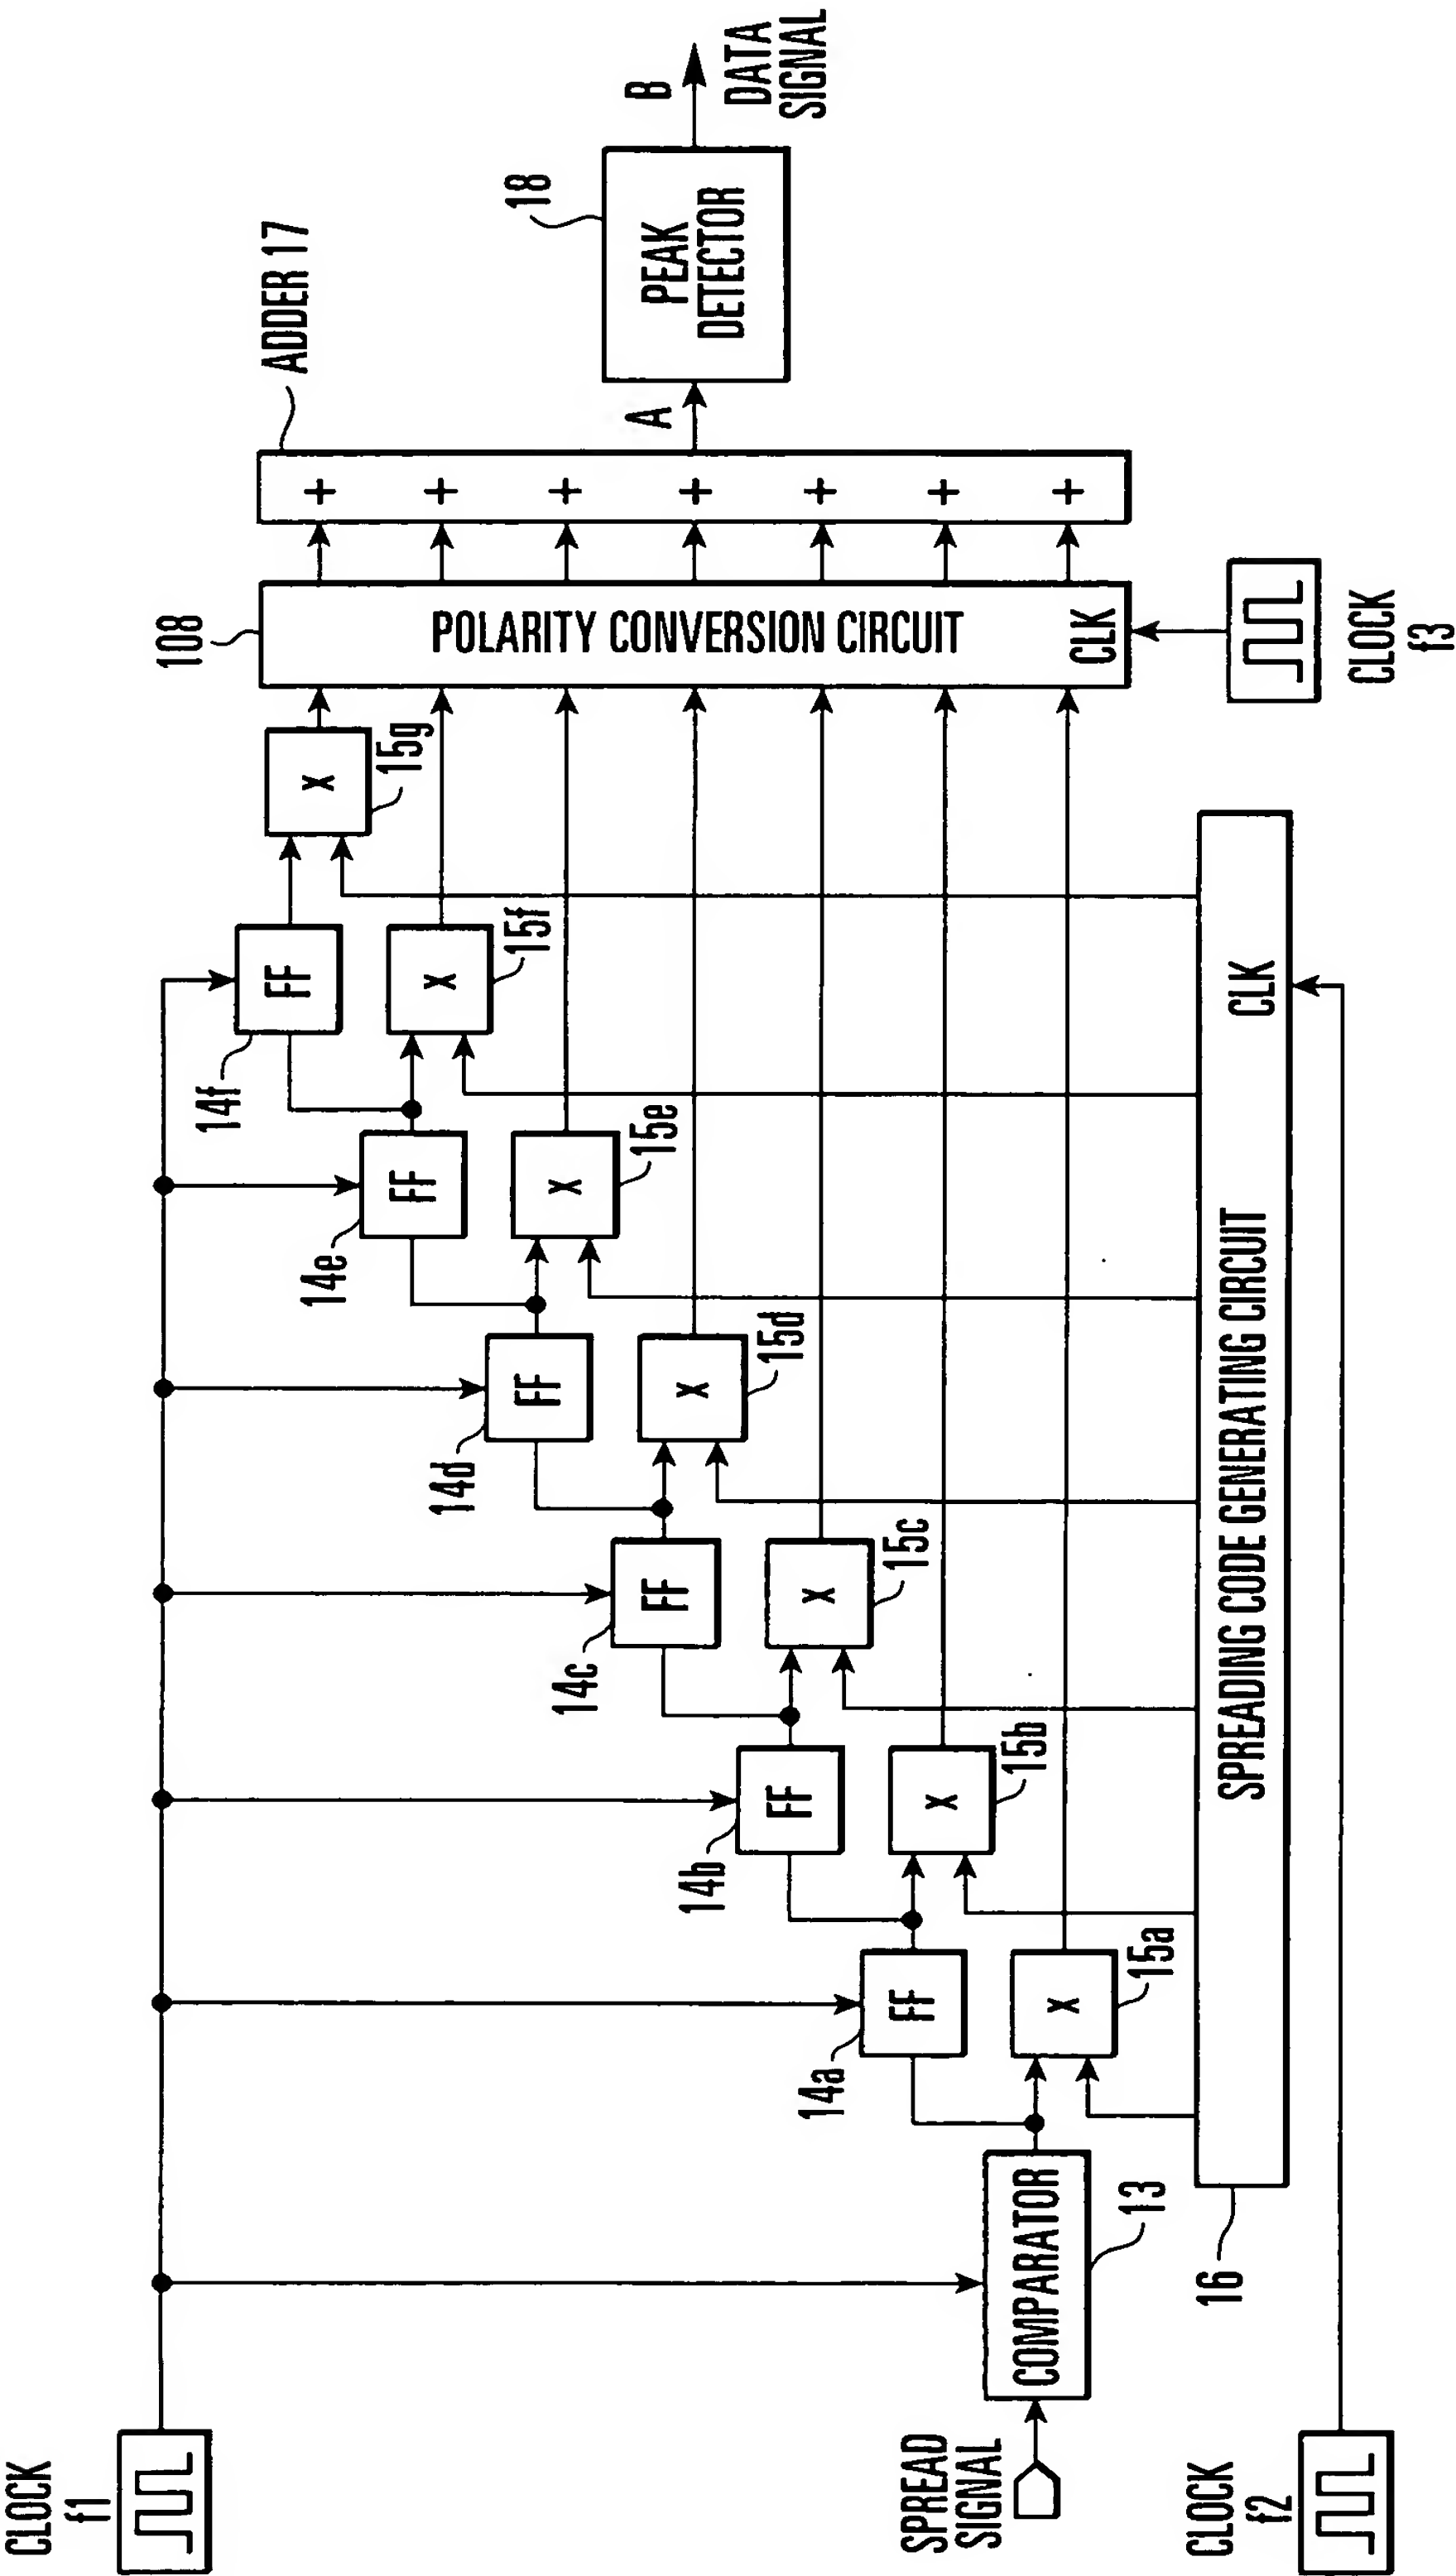 CLOCK
f1
SPREAD
SIGNAL
CLOCK
f2
COMPARATOR
13
16
14a
FF
X
15a
14b
FF
X
15b
14c
FF
X
15c
14d
FF
X
15d
14e
FF
X
15e
14f
FF
X
15f
X
15g
SPREADING CODE GENERATING CIRCUIT
CLK
108
POLARITY CONVERSION CIRCUIT
CLK
CLOCK
f3
ADDER 17
+
+
+
+
+
+
+
A
18
PEAK
DETECTOR
B
DATA
SIGNAL